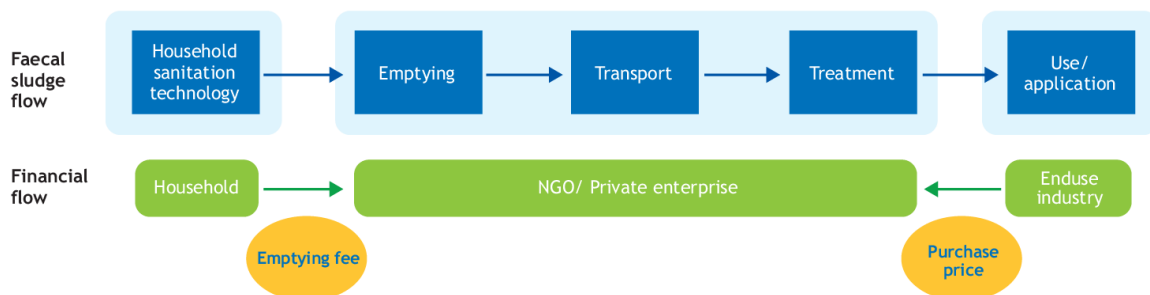 Faecal
sludge
flow
Household
sanitation
technology
Emptying
Transport
Treatment
Use/
application
Financial
flow
Household
NGO/ Private enterprise
Enduse
industry
Emptying fee
Purchase
price